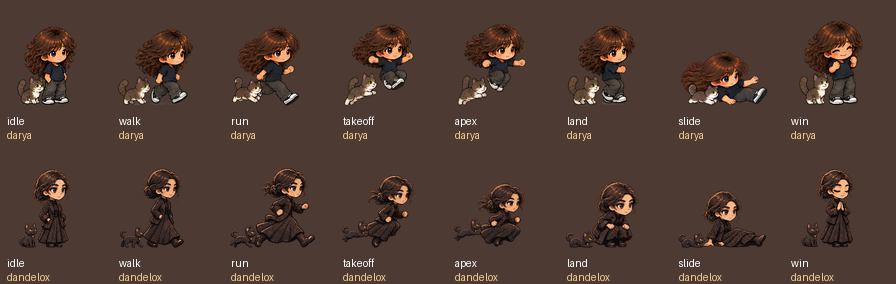 idle walk run takeoff apex land slide win
darya darya darya darya darya darya darya darya
idle walk run takeoff apex land slide win
dandelox dandelox dandelox dandelox dandelox dandelox dandelox dandelox